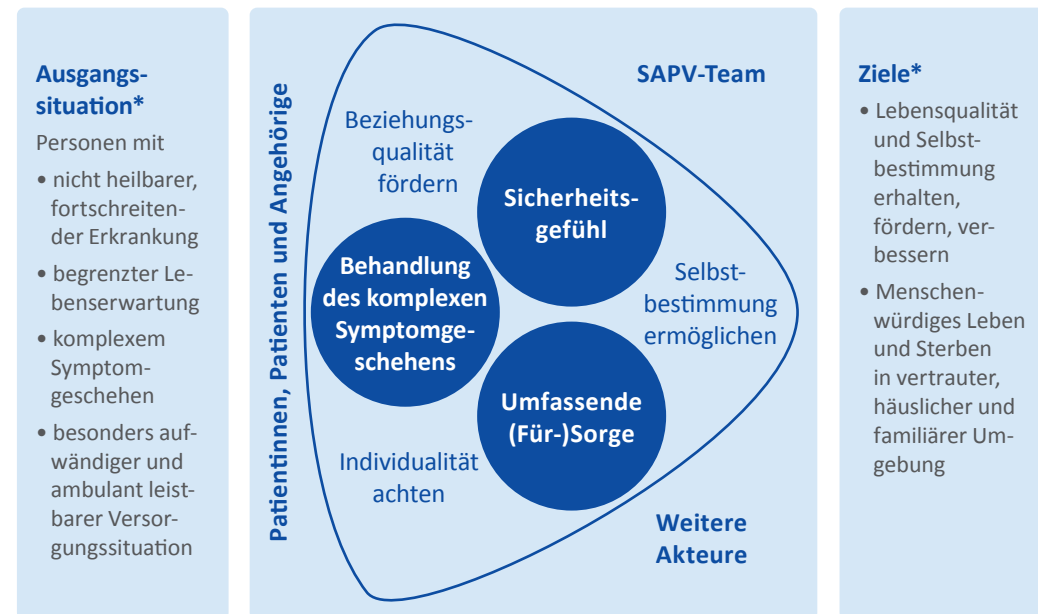 Ausgangs-
situation*
Personen mit
• nicht heilbarer,
fortschreiten-
der Erkrankung
• begrenzter Le-
benserwartung
• komplexem
Symptom-
geschehen
• besonders auf-
wändiger und
ambulant leist-
barer Versor-
gungssituation
Patientinnen, Patienten und Angehörige
SAPV-Team
Beziehungs-
qualität
fördern
Sicherheits-
gefühl
Behandlung
des komplexen
Symptomge-
schehens
Selbst-
bestimmung
ermöglichen
Umfassende
(Für-)Sorge
Individualität
achten
Weitere
Akteure
Ziele*
• Lebensqualität
und Selbst-
bestimmung
erhalten,
fördern, ver-
bessern
• Menschen-
würdiges Leben
und Sterben
in vertrauter,
häuslicher und
familiärer Um-
gebung